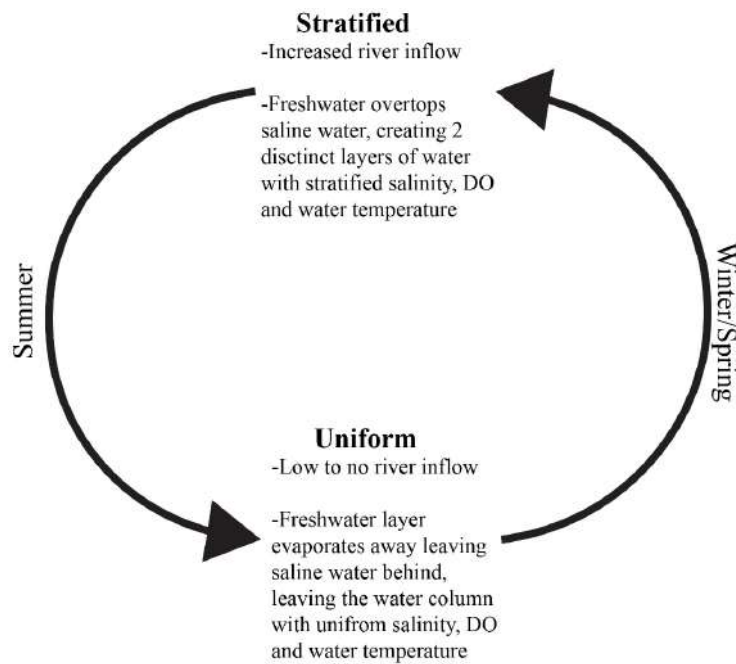 Stratified
-Increased river inflow
-Freshwater overtops
saline water, creating 2
disctinct layers of water
with stratified salinity, DO
and water temperature
Summer
Winter/Spring
Uniform
-Low to no river inflow
-Freshwater layer
evaporates away leaving
saline water behind,
leaving the water column
with unifrom salinity, DO
and water temperature